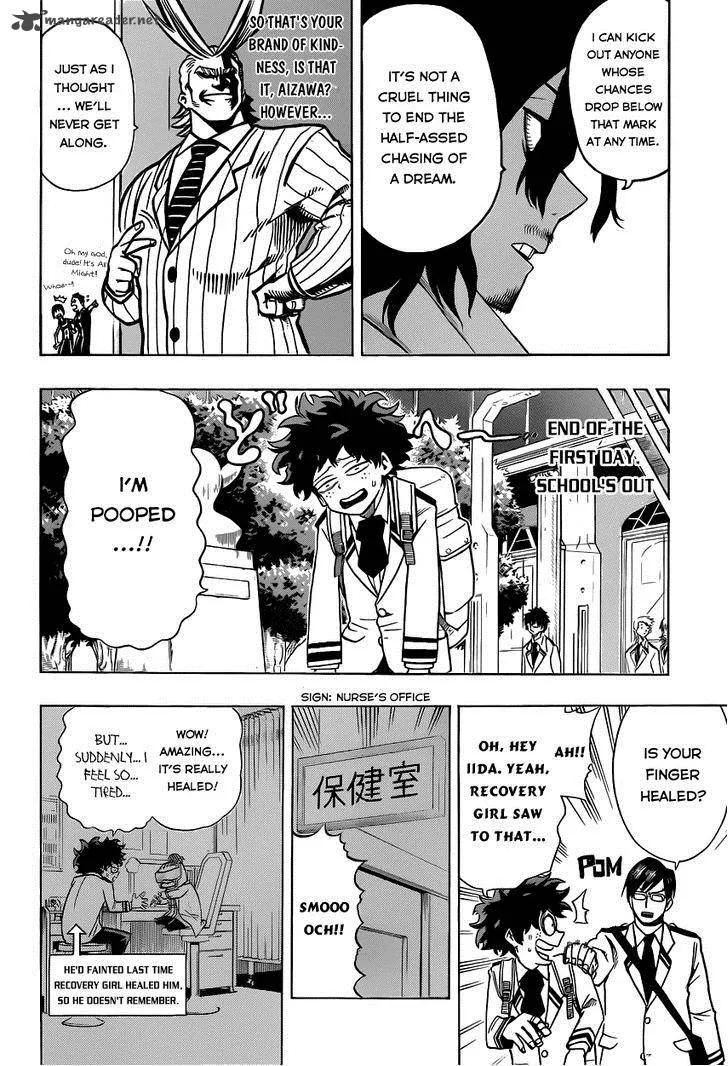 mangareader.net
I CAN KICK
OUT ANYONE
WHOSE
CHANCES
DROP BELOW
THAT MARK
AT ANY TIME.
IT'S NOT A
CRUEL THING
TO END THE
HALF-ASSED
CHASING OF
A DREAM.
SO THAT'S YOUR
BRAND OF KIND-
NESS, IS THAT
IT, AIZAWA?
HOWEVER...
JUST AS I
THOUGHT
... WE'LL
NEVER GET
ALONG.
Oh my god,
dude! It's All
Might!
Whoa--!
END OF THE
FIRST DAY.
SCHOOL'S OUT
へ
ど
I'M
POOPED
...!!
IS YOUR
FINGER
HEALED?
AH!!
OH, HEY
IIDA. YEAH,
RECOVERY
GIRL SAW
TO THAT...
POM
SIGN: NURSE'S OFFICE
保健室
SMOOO
OCH!!
WOW!
AMAZING...
IT'S REALLY
HEALED!
BUT...
SUDDENLY... I
FEEL SO...
TIRED...
HE'D FAINTED LAST TIME
RECOVERY GIRL HEALED HIM,
SO HE DOESN'T REMEMBER.